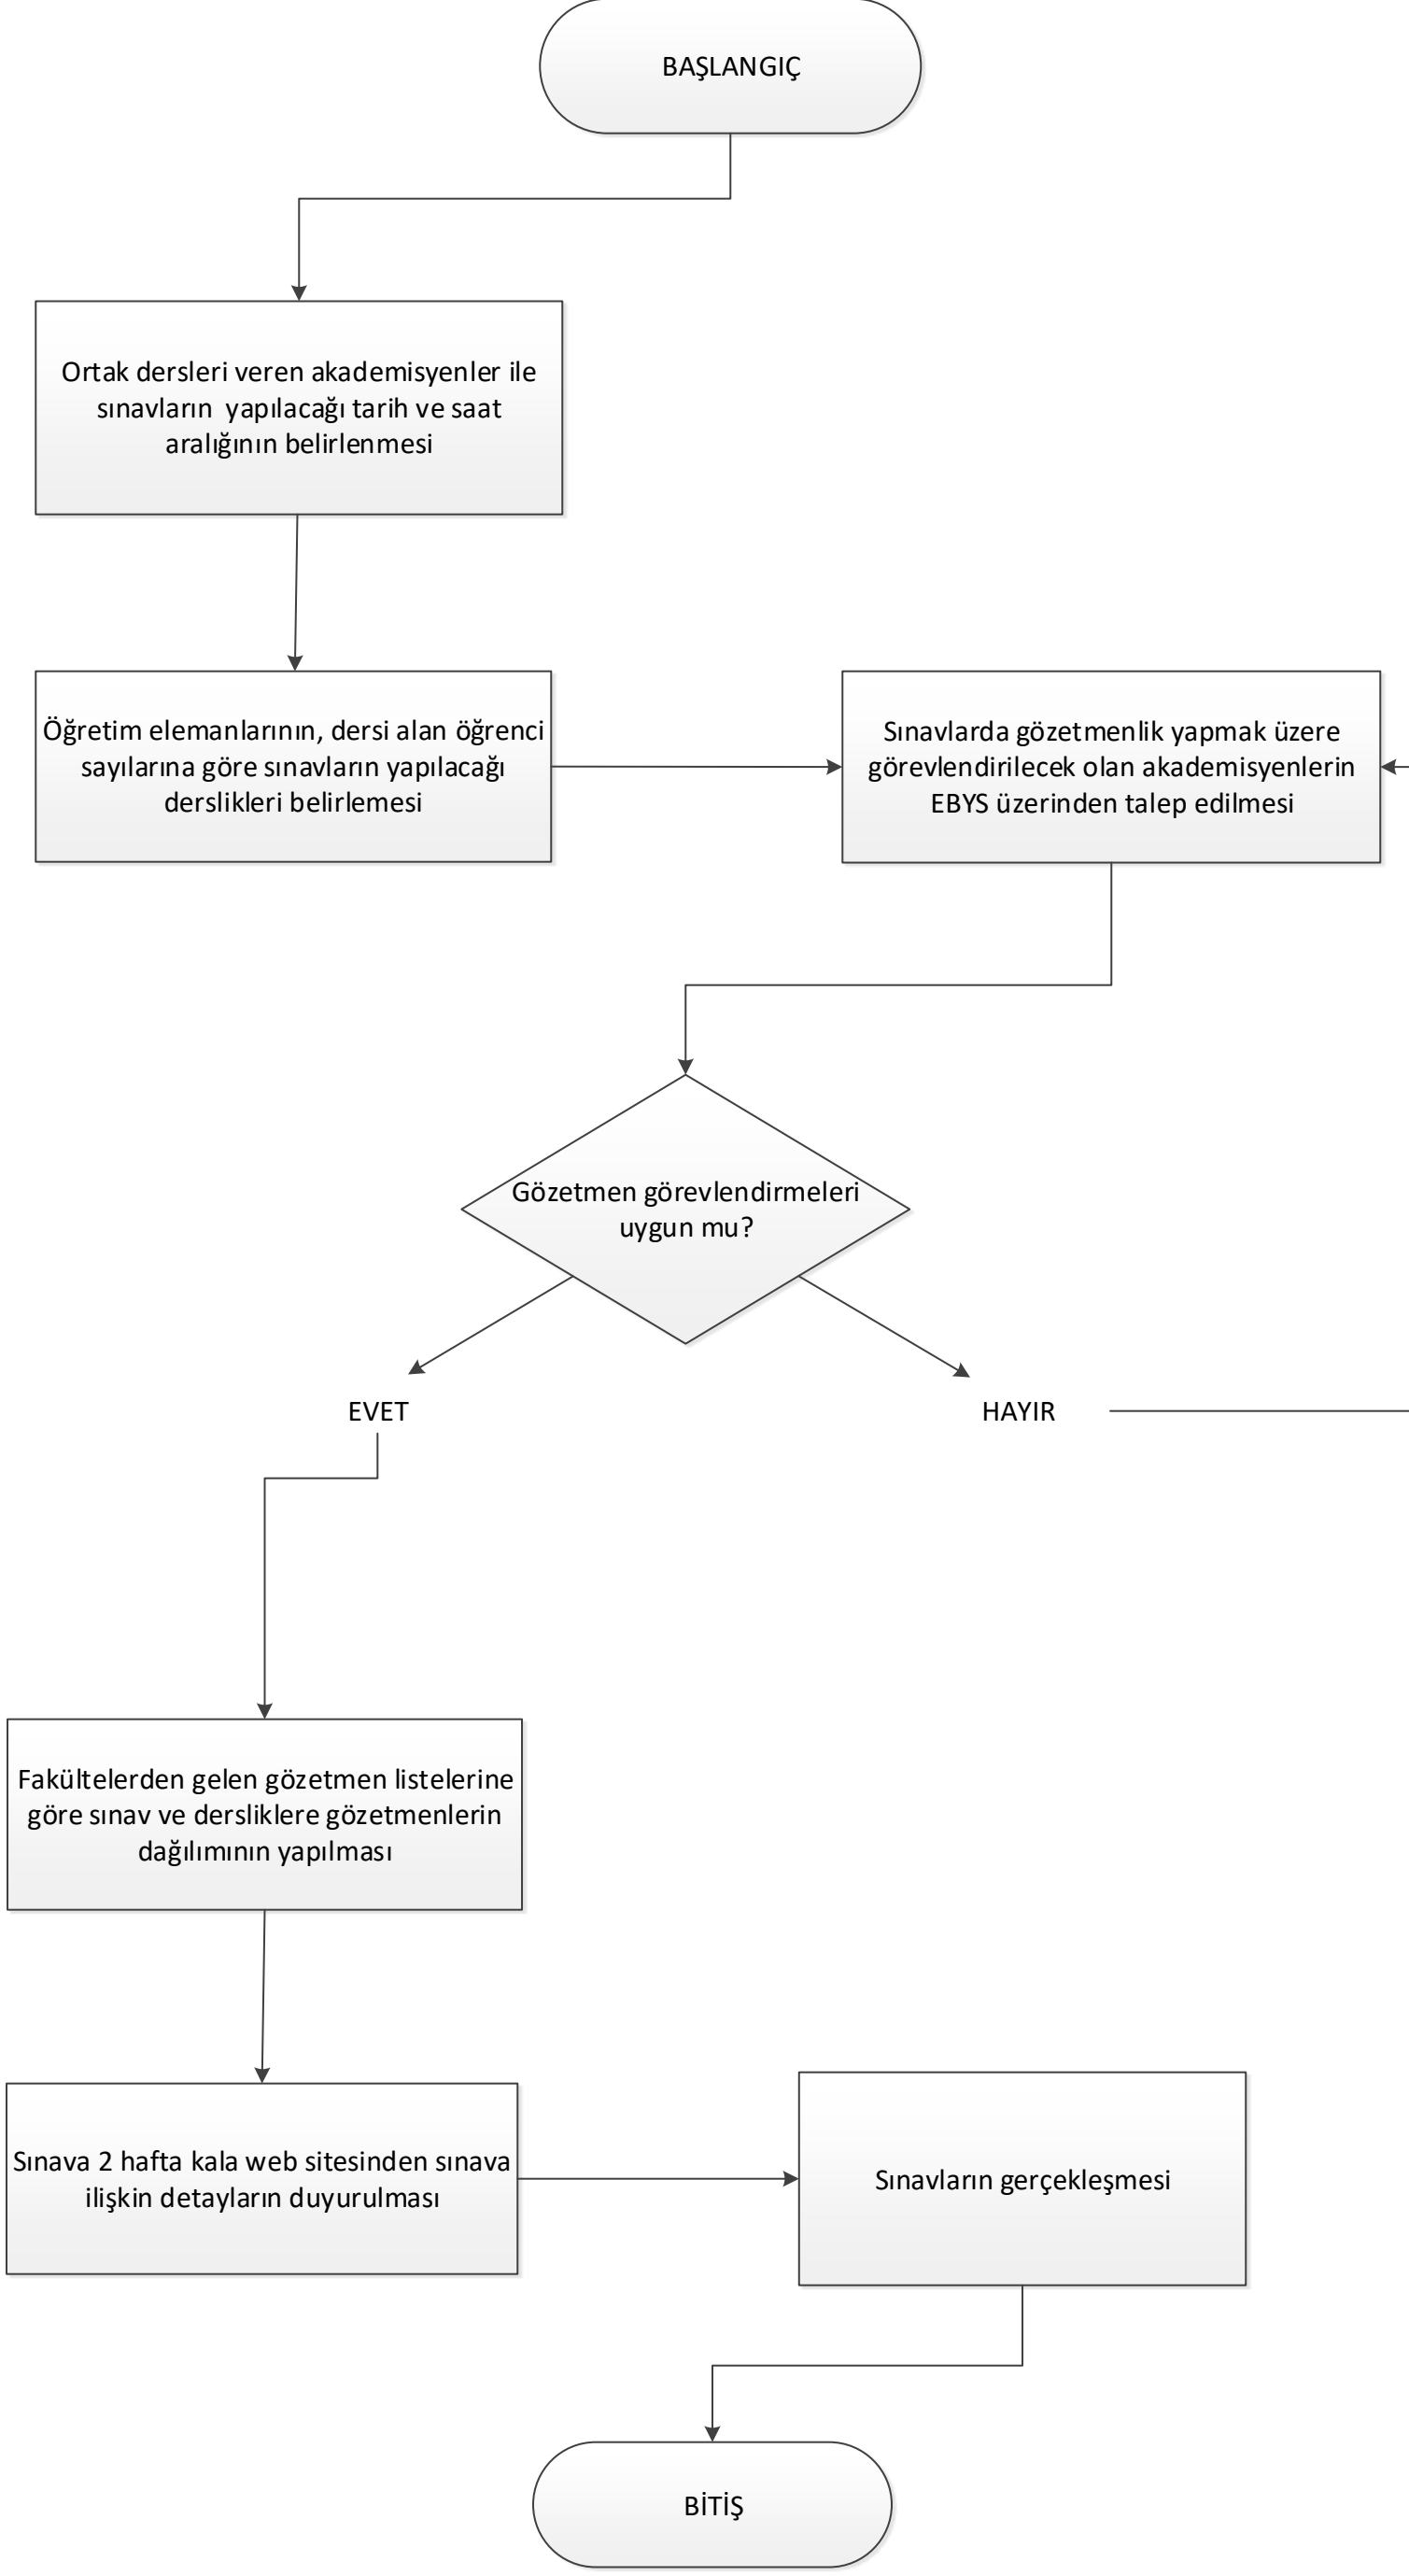 BAŞLANGIÇ
Ortak dersleri veren akademisyenler ile
sınavların  yapılacağı tarih ve saat
aralığının belirlenmesi
Öğretim elemanlarının, dersi alan öğrenci
sayılarına göre sınavların yapılacağı
derslikleri belirlemesi
Sınavlarda gözetmenlik yapmak üzere
görevlendirilecek olan akademisyenlerin
EBYS üzerinden talep edilmesi
Gözetmen görevlendirmeleri
uygun mu?
EVET
HAYIR
Fakültelerden gelen gözetmen listelerine
göre sınav ve dersliklere gözetmenlerin
dağılımının yapılması
Sınava 2 hafta kala web sitesinden sınava
ilişkin detayların duyurulması
Sınavların gerçekleşmesi
BİTİŞ